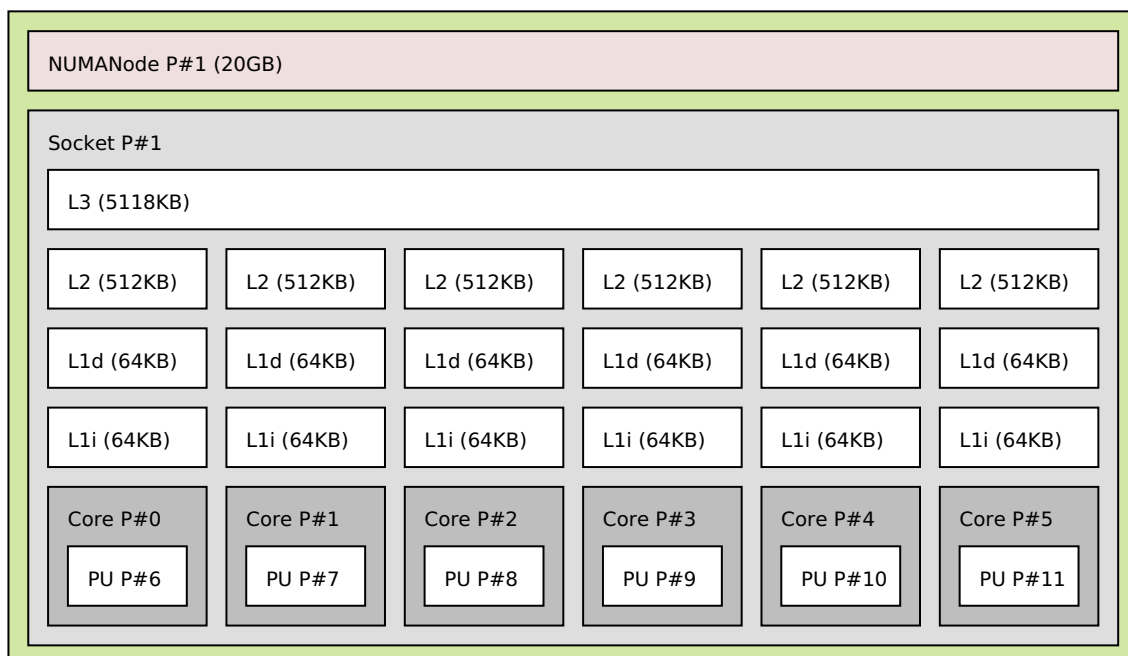 NUMANode P#1 (20GB)
Socket P#1
L3 (5118KB)
L2 (512KB) L2 (512KB) L2 (512KB) L2 (512KB) L2 (512KB) L2 (512KB)
L1d (64KB) L1d (64KB) L1d (64KB) L1d (64KB) L1d (64KB) L1d (64KB)
L1i (64KB) L1i (64KB) L1i (64KB) L1i (64KB) L1i (64KB) L1i (64KB)
Core P#0 Core P#1 Core P#2 Core P#3 Core P#4 Core P#5
PU P#6 PU P#7 PU P#8 PU P#9 PU P#10 PU P#11